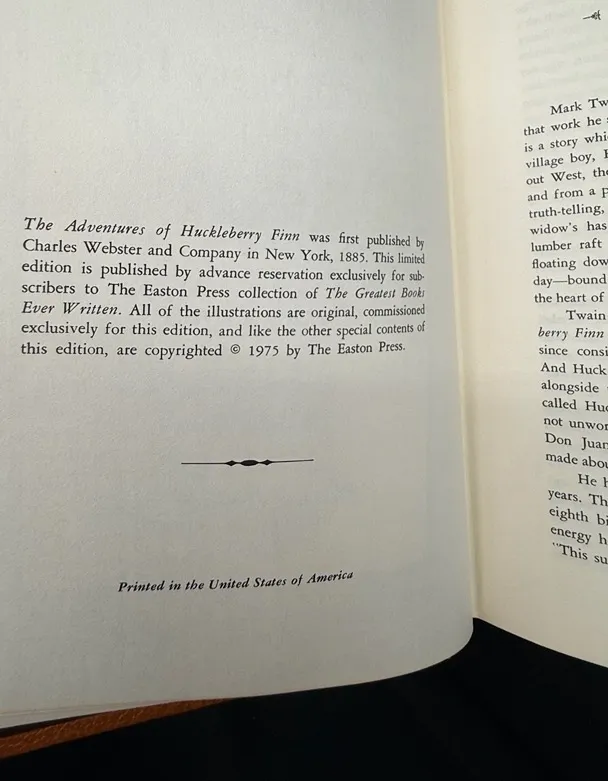 The Adventures of Huckleberry Finn was first published by
Charles Webster and Company in New York, 1885. This limited
edition is published by advance reservation exclusively for sub-
scribers to The Easton Press collection of The Greatest Books
Ever Written. All of the illustrations are original, commissioned
exclusively for this edition, and like the other special contents of
this edition, are copyrighted © 1975 by The Easton Press.
Printed in the United States of America
Mark Tw
that work he
is a story whi
village boy,
out West, the
and from a p
truth-telling,
widow's has
lumber raft
floating dow
day—bound
the heart of
Twain
berry Finn
since consi
And Huck
alongside
called Huc
not unwor
Don Juan
made abou
He h
years. Th
eighth bi
energy h
"This su